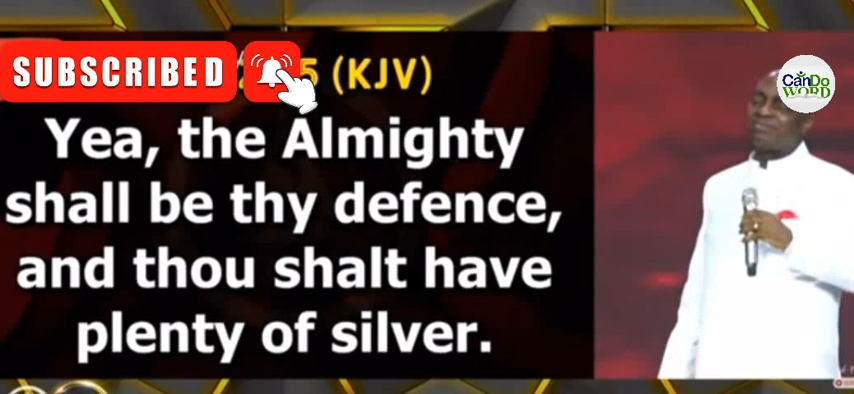 SUBSCRIBED
5 (KJV)
CanDo
WORD
Yea, the Almighty
shall be thy defence,
and thou shalt have
plenty of silver.